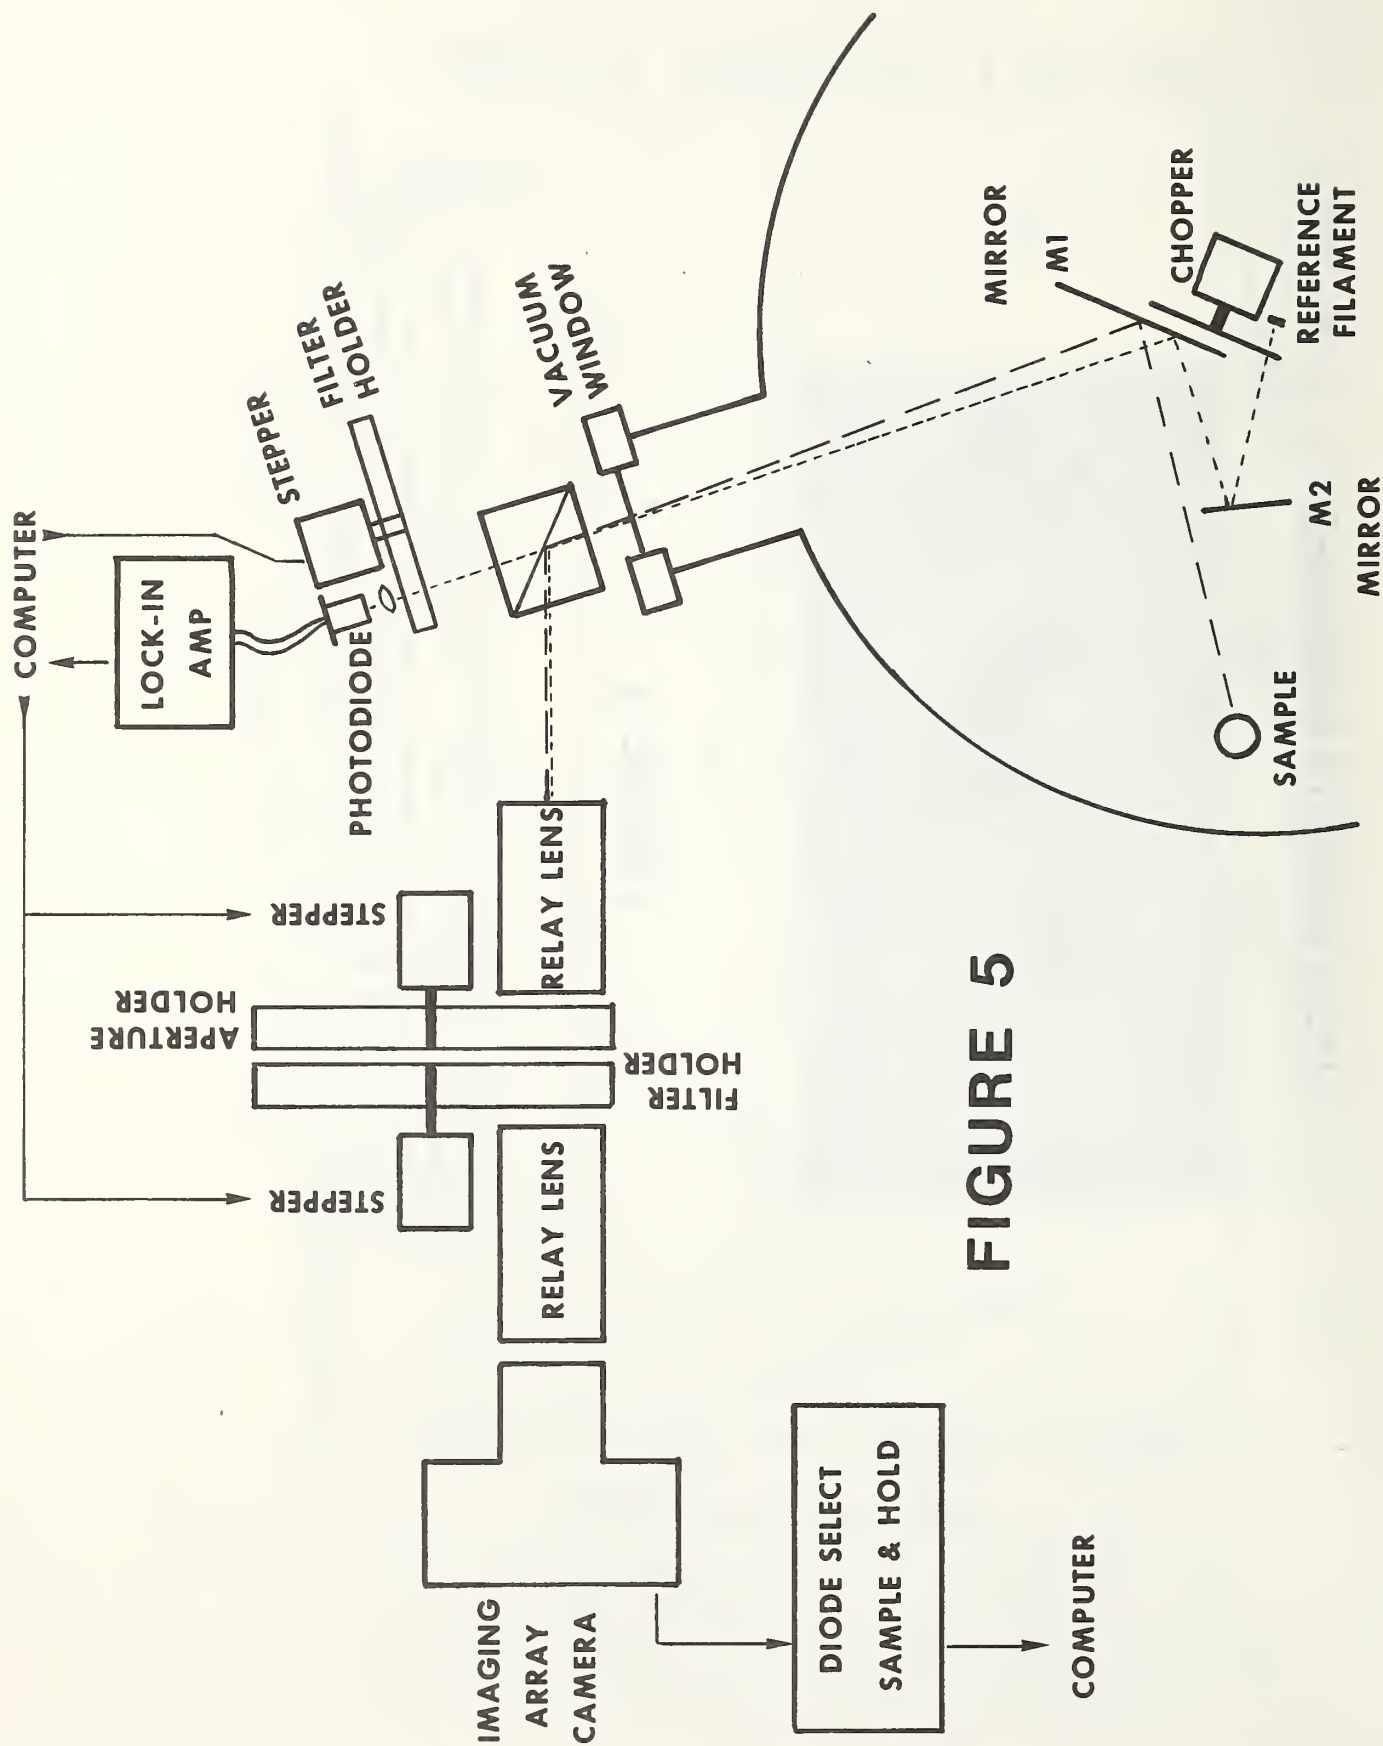 COMPUTER
LOCK-IN
AMP
STEPPER
FILTER
HOLDER
PHOTODIODE
VACUUM
WINDOW
MIRROR
M1
CHOPPER
REFERENCE
FILAMENT
M2
MIRROR
SAMPLE
STEPPER
APERTURE
HOLDER
RELAY LENS
FILTER
HOLDER
STEPPER
RELAY LENS
IMAGING
ARRAY
CAMERA
DIODE SELECT
SAMPLE & HOLD
COMPUTER
FIGURE 5